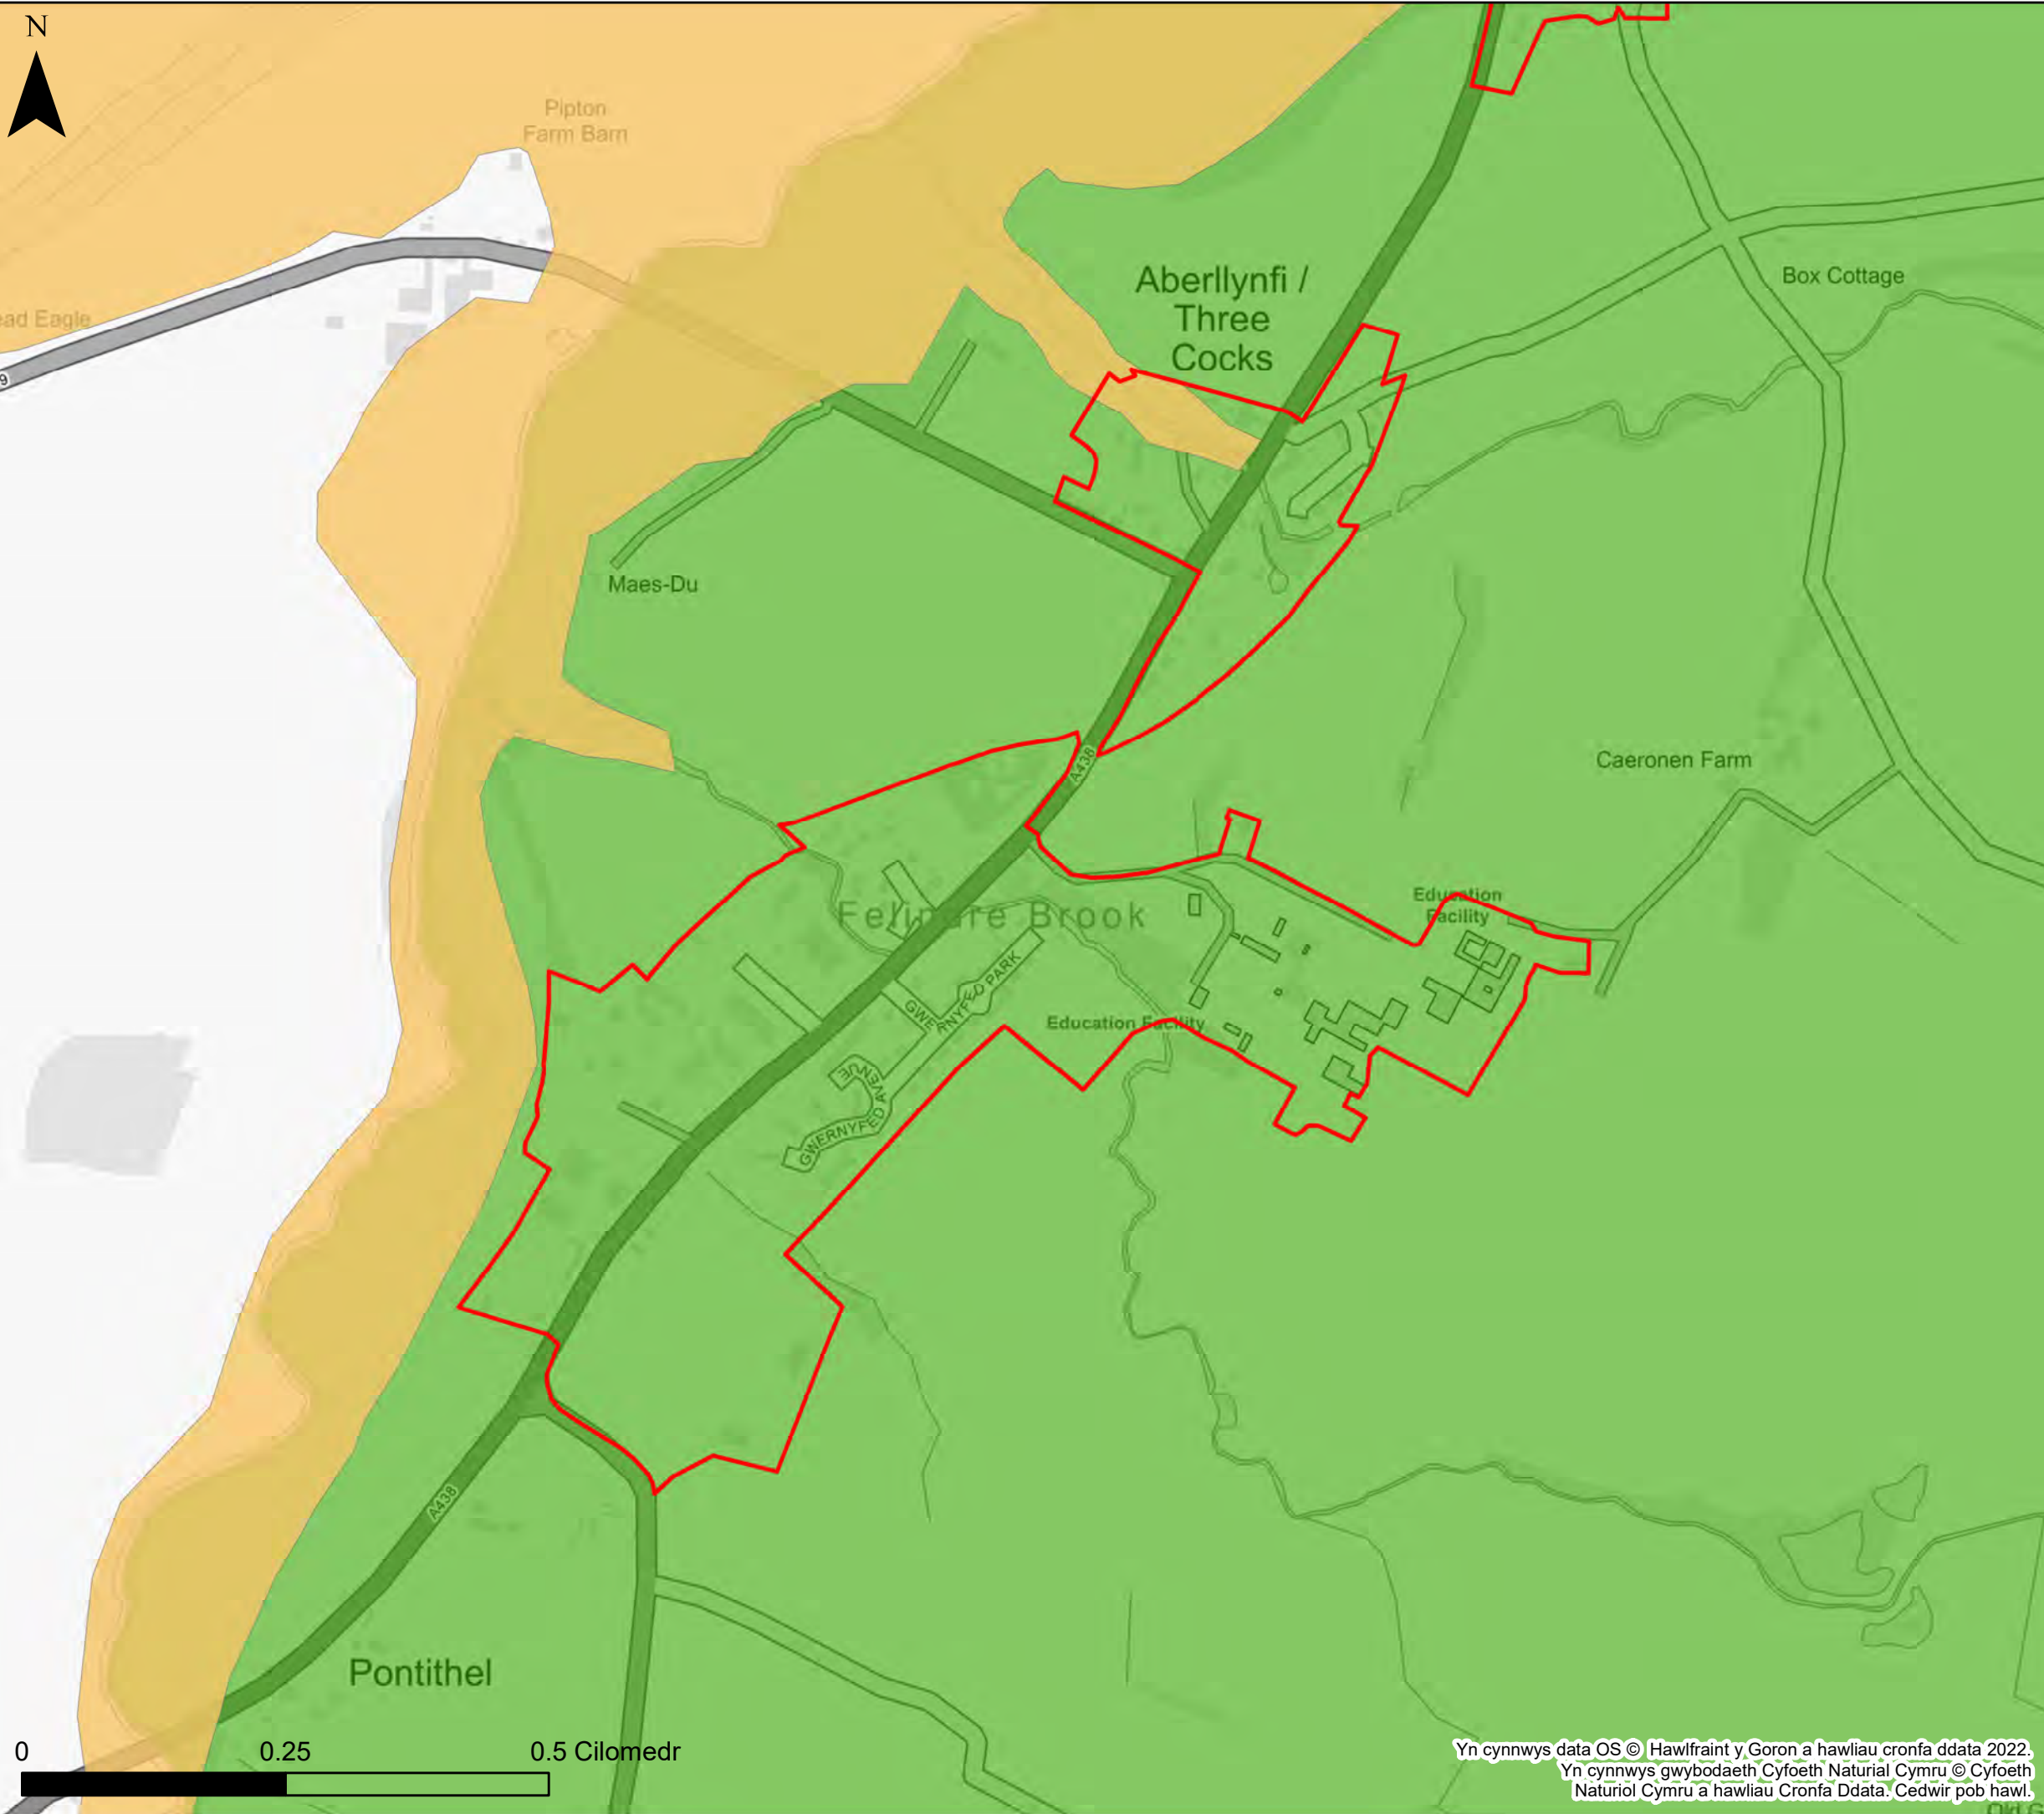 N
Pipton
Farm Barn
ead Eagle
9
Aberllynfi /
Three
Cocks
Box Cottage
Maes-Du
A438
Caeronen Farm
Education
Facility
Felindre Brook
GWERNYFED PARK
Education Facility
GWERNYFED AVENUE
A438
Pontithel
0 0.25 0.5 Cilomedr
Yn cynnwys data OS © Hawlfraint y Goron a hawliau cronfa ddata 2022.
Yn cynnwys gwybodaeth Cyfoeth Naturial Cymru © Cyfoeth
Naturiol Cymru a hawliau Cronfa Ddata. Cedwir pob hawl.